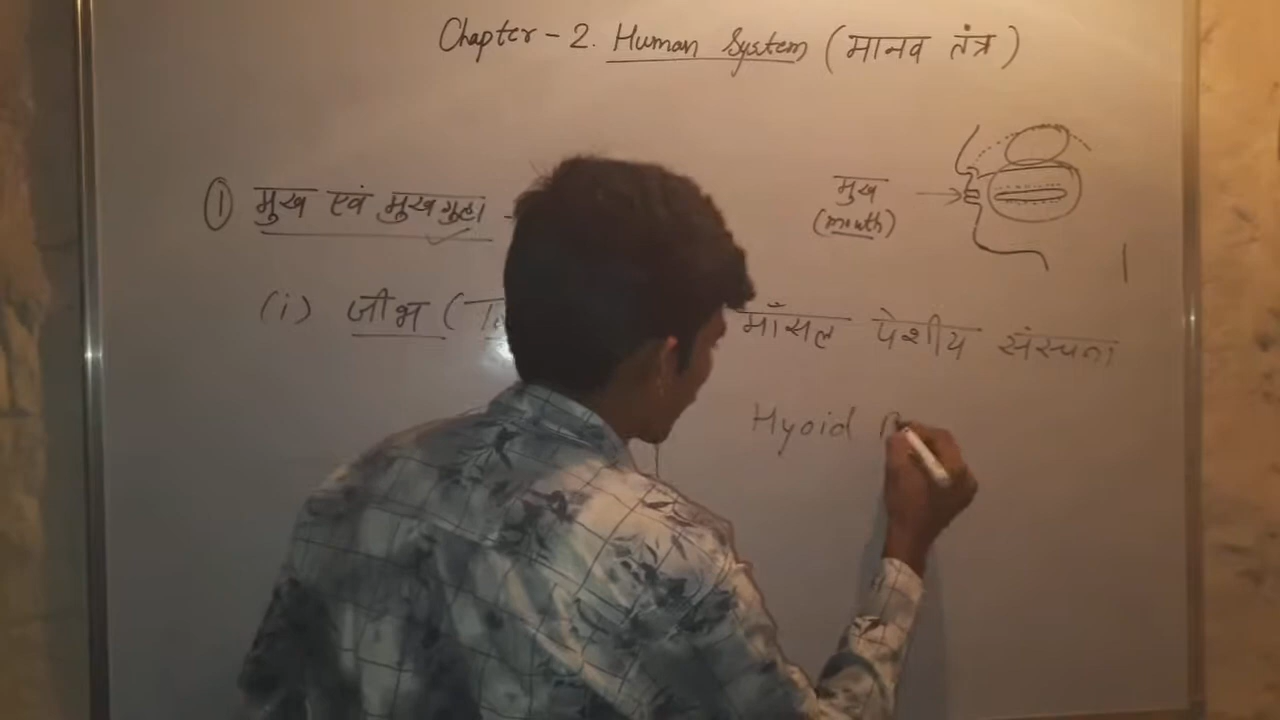 Chapter - 2. Human System (मानव तंत्र)
① मुख एवं मुखगुहा -
मुख
(mouth)
(i) जीभ ( माँसल पेशीय संरचना
Hyoid